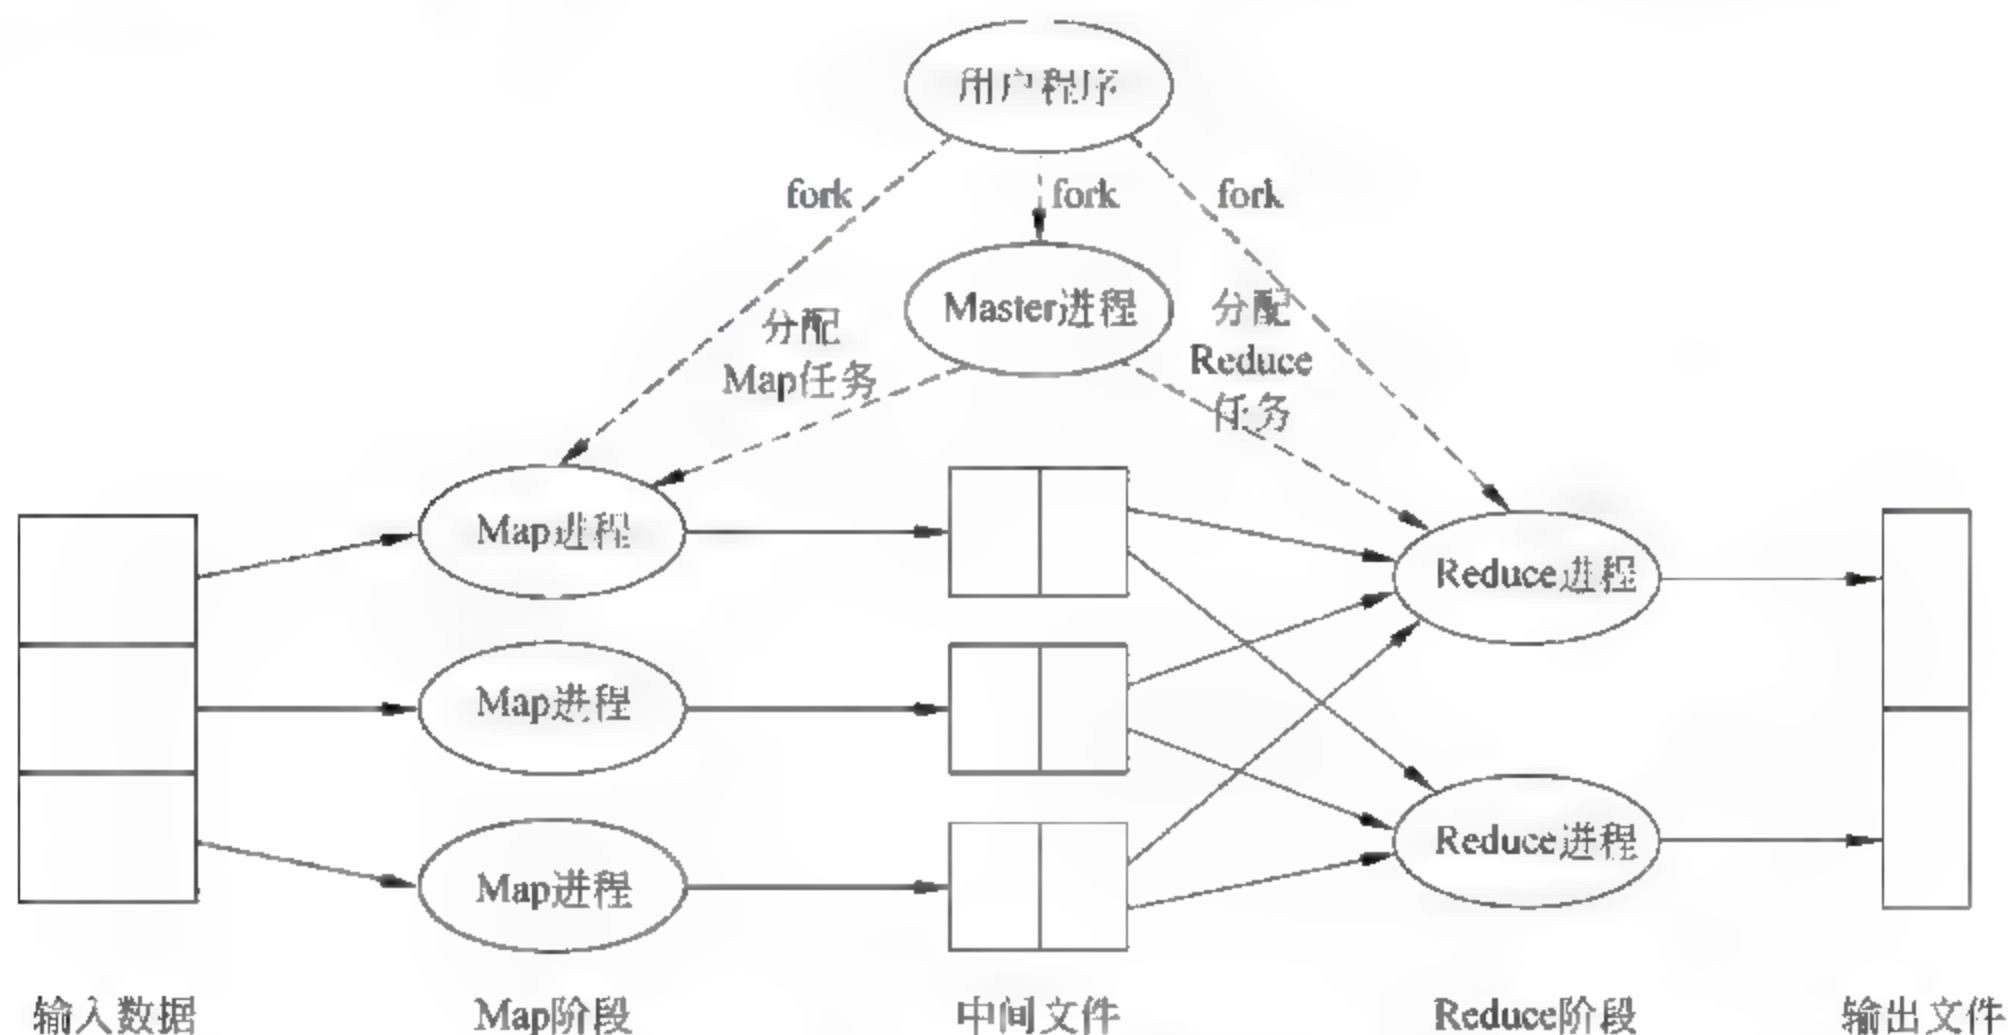 用户程序
fork
fork
fork
Master进程
分配
Map任务
分配
Reduce
任务
Map进程
Reduce进程
Map进程
Reduce进程
Map进程
输入数据
Map阶段
中间文件
Reduce阶段
输出文件